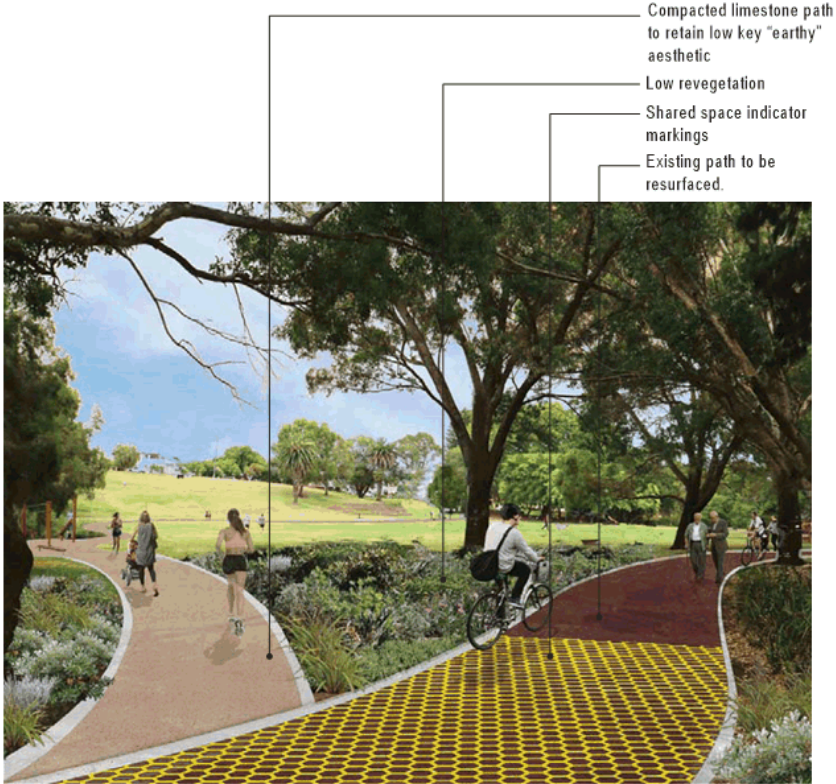 Compacted limestone path
to retain low key “earthy”
aesthetic
Low revegetation
Shared space indicator
markings
Existing path to be
resurfaced.